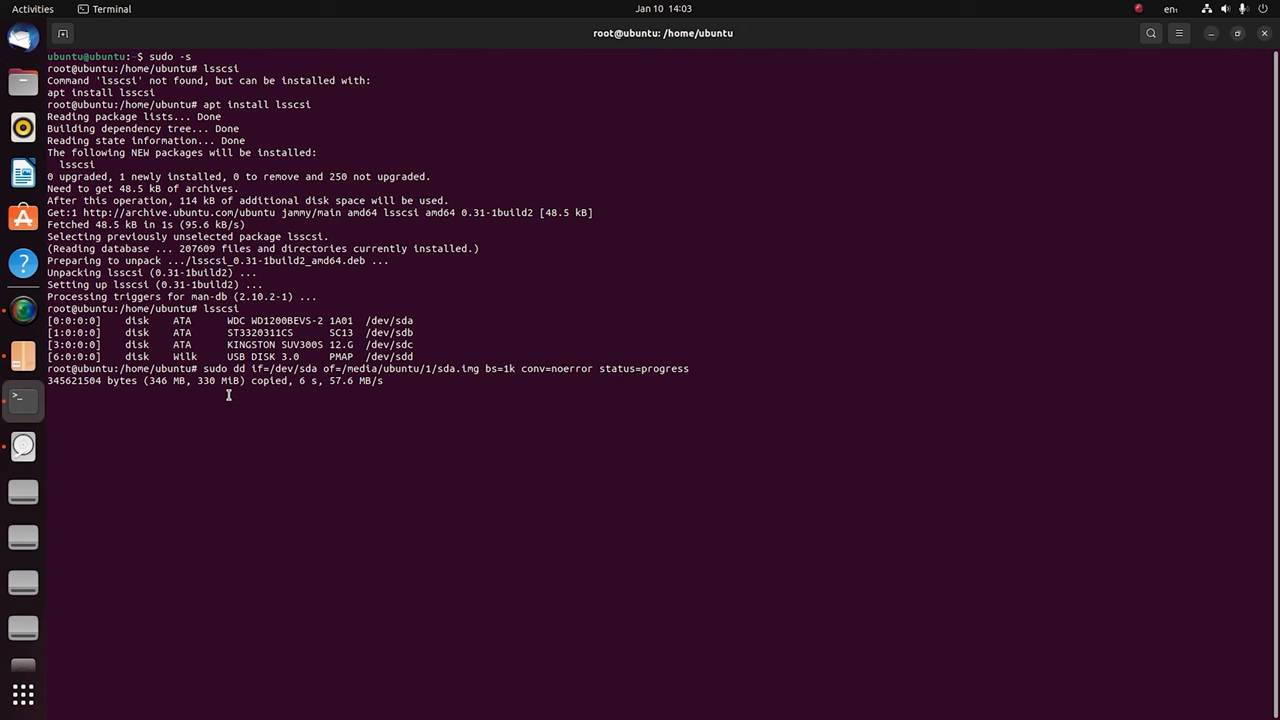 Activities
Terminal
Jan 10 14:03
en₁
root@ubuntu: /home/ubuntu
ubuntu@ubuntu:~$ sudo -s
root@ubuntu:/home/ubuntu# lsscsi
Command 'lsscsi' not found, but can be installed with:
apt install lsscsi
root@ubuntu:/home/ubuntu# apt install lsscsi
Reading package lists... Done
Building dependency tree... Done
Reading state information... Done
The following NEW packages will be installed:
  lsscsi
0 upgraded, 1 newly installed, 0 to remove and 250 not upgraded.
Need to get 48.5 kB of archives.
After this operation, 114 kB of additional disk space will be used.
Get:1 http://archive.ubuntu.com/ubuntu jammy/main amd64 lsscsi amd64 0.31-1build2 [48.5 kB]
Fetched 48.5 kB in 1s (95.6 kB/s)
Selecting previously unselected package lsscsi.
(Reading database ... 207609 files and directories currently installed.)
Preparing to unpack .../lsscsi_0.31-1build2_amd64.deb ...
Unpacking lsscsi (0.31-1build2) ...
Setting up lsscsi (0.31-1build2) ...
Processing triggers for man-db (2.10.2-1) ...
root@ubuntu:/home/ubuntu# lsscsi
[0:0:0:0]    disk    ATA      WDC WD1200BEVS-2 1A01  /dev/sda
[1:0:0:0]    disk    ATA      ST3320311CS      SC13  /dev/sdb
[3:0:0:0]    disk    ATA      KINGSTON SUV300S 12.G  /dev/sdc
[6:0:0:0]    disk    Wilk     USB DISK 3.0     PMAP  /dev/sdd
root@ubuntu:/home/ubuntu# sudo dd if=/dev/sda of=/media/ubuntu/1/sda.img bs=1k conv=noerror status=progress
345621504 bytes (346 MB, 330 MiB) copied, 6 s, 57.6 MB/s